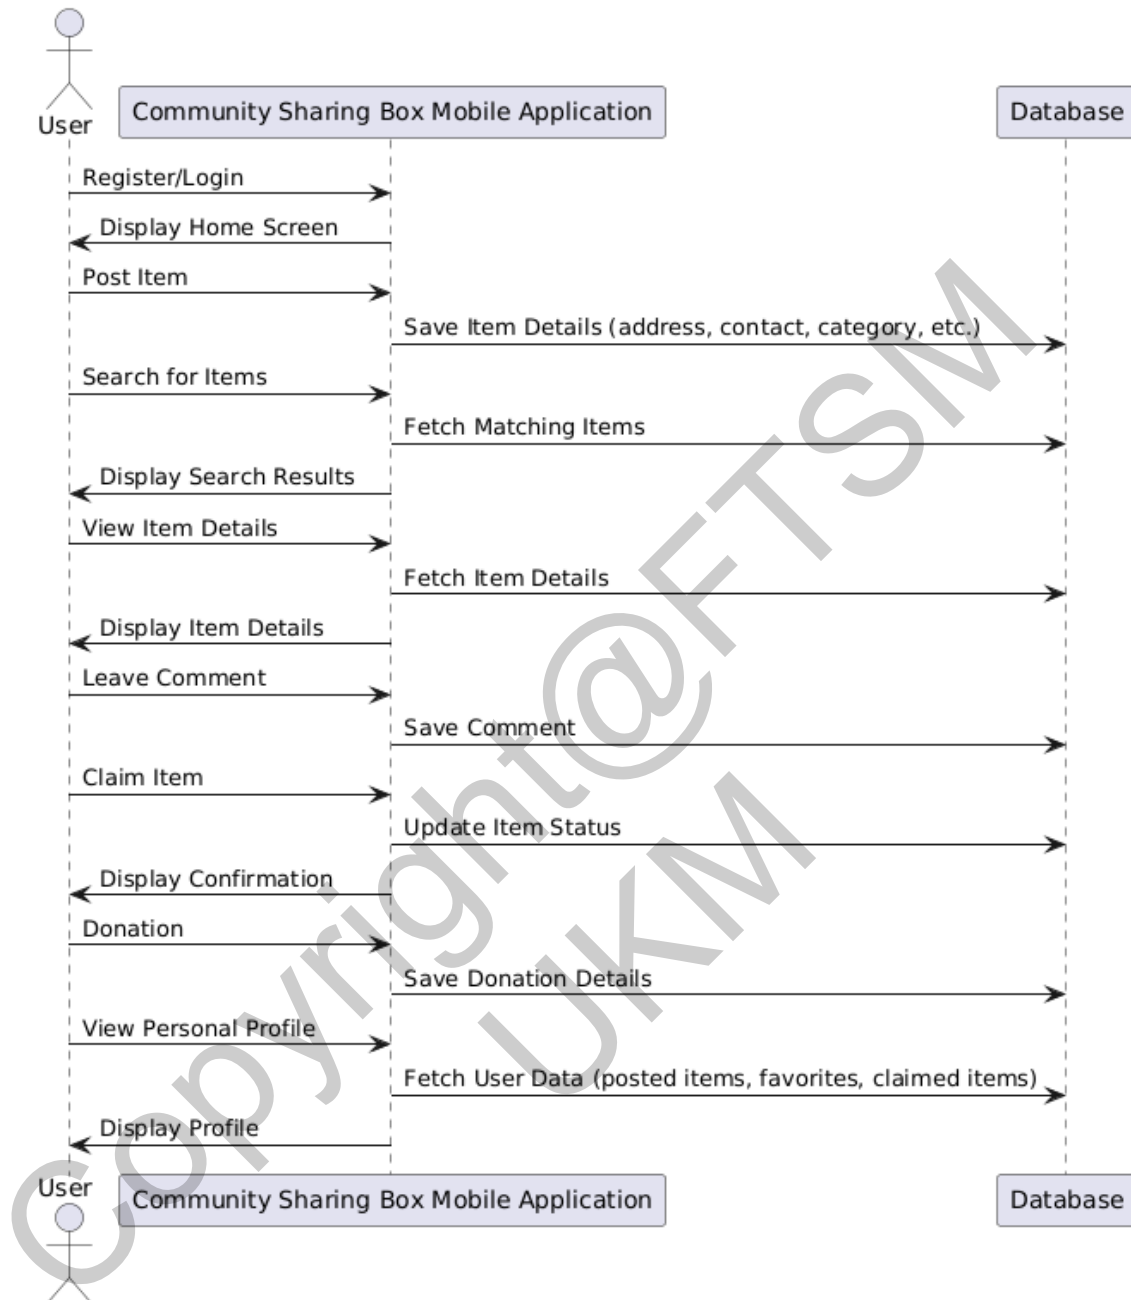 User
Community Sharing Box Mobile Application
Database
Register/Login
Display Home Screen
Post Item
Save Item Details (address, contact, category, etc.)
Search for Items
Fetch Matching Items
Display Search Results
View Item Details
Fetch Item Details
Display Item Details
Leave Comment
Save Comment
Claim Item
Update Item Status
Display Confirmation
Donation
Save Donation Details
View Personal Profile
Fetch User Data (posted items, favorites, claimed items)
Display Profile
User
Community Sharing Box Mobile Application
Database
Copyright@FTSM
UKM